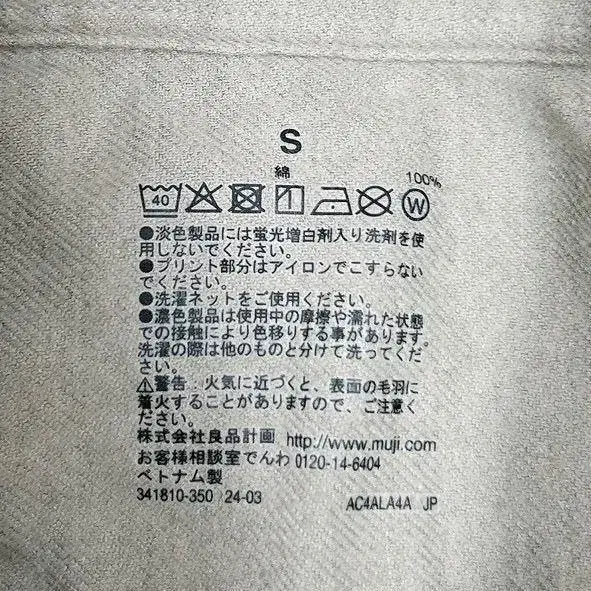 S
綿
100%
40
W
●淡色製品には蛍光増白剤入り洗剤を使
用しないでください。
●プリント部分はアイロンでこすらない
でください。
●洗濯ネットをご使用ください。
●濃色製品は使用中の摩擦や濡れた状態
での接触により色移りする事があります。
洗濯の際は他のものと分けて洗ってくだ
さい。
⚠警告：火気に近づくと、表面の毛羽に
着火することがありますので、ご注意く
ださい。
株式会社良品計画 http://www.muji.com
お客様相談室でんわ 0120-14-6404
ベトナム製
341810-350 24-03 AC4ALA4A JP